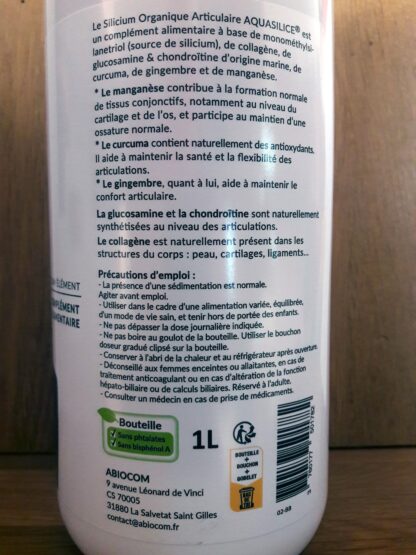 Le Silicium Organique Articulaire AQUASILICE® est
un complément alimentaire à base de monométhylsi-
lanetriol (source de silicium), de collagène, de
glucosamine & chondroïtine d'origine marine, de
curcuma, de gingembre et de manganèse.
* Le manganèse contribue à la formation normale
de tissus conjonctifs, notamment au niveau du
cartilage et de l'os, et participe au maintien d'une
ossature normale.
* Le curcuma contient naturellement des antioxydants.
Il aide à maintenir la santé et la flexibilité des
articulations.
* Le gingembre, quant à lui, aide à maintenir le
confort articulaire.
La glucosamine et la chondroïtine sont naturellement
synthétisées au niveau des articulations.
Le collagène est naturellement présent dans les
structures du corps : peau, cartilages, ligaments...
Précautions d'emploi :
- La présence d'une sédimentation est normale.
Agiter avant emploi.
- Utiliser dans le cadre d'une alimentation variée, équilibrée,
d'un mode de vie sain, et tenir hors de portée des enfants.
- Ne pas dépasser la dose journalière indiquée.
- Ne pas boire au goulot de la bouteille. Utiliser le bouchon
doseur gradué clipsé sur la bouteille.
- Conserver à l'abri de la chaleur et au réfrigérateur après ouverture.
- Déconseillé aux femmes enceintes ou allaitantes, en cas de
traitement anticoagulant ou en cas d'altération de la fonction
hépato-biliaire ou de calculs biliaires. Réservé à l'adulte.
- Consulter un médecin en cas de prise de médicaments.
ÉLÉMENT
ENTAIRE
Bouteille
Sans phtalates
Sans bisphénol A
1L
BOUTEILLE
+
BOUCHON
+
GOBELET
ABIOCOM
9 avenue Léonard de Vinci
CS 70005
31880 La Salvetat Saint Gilles
contact@abiocom.fr
02-BB